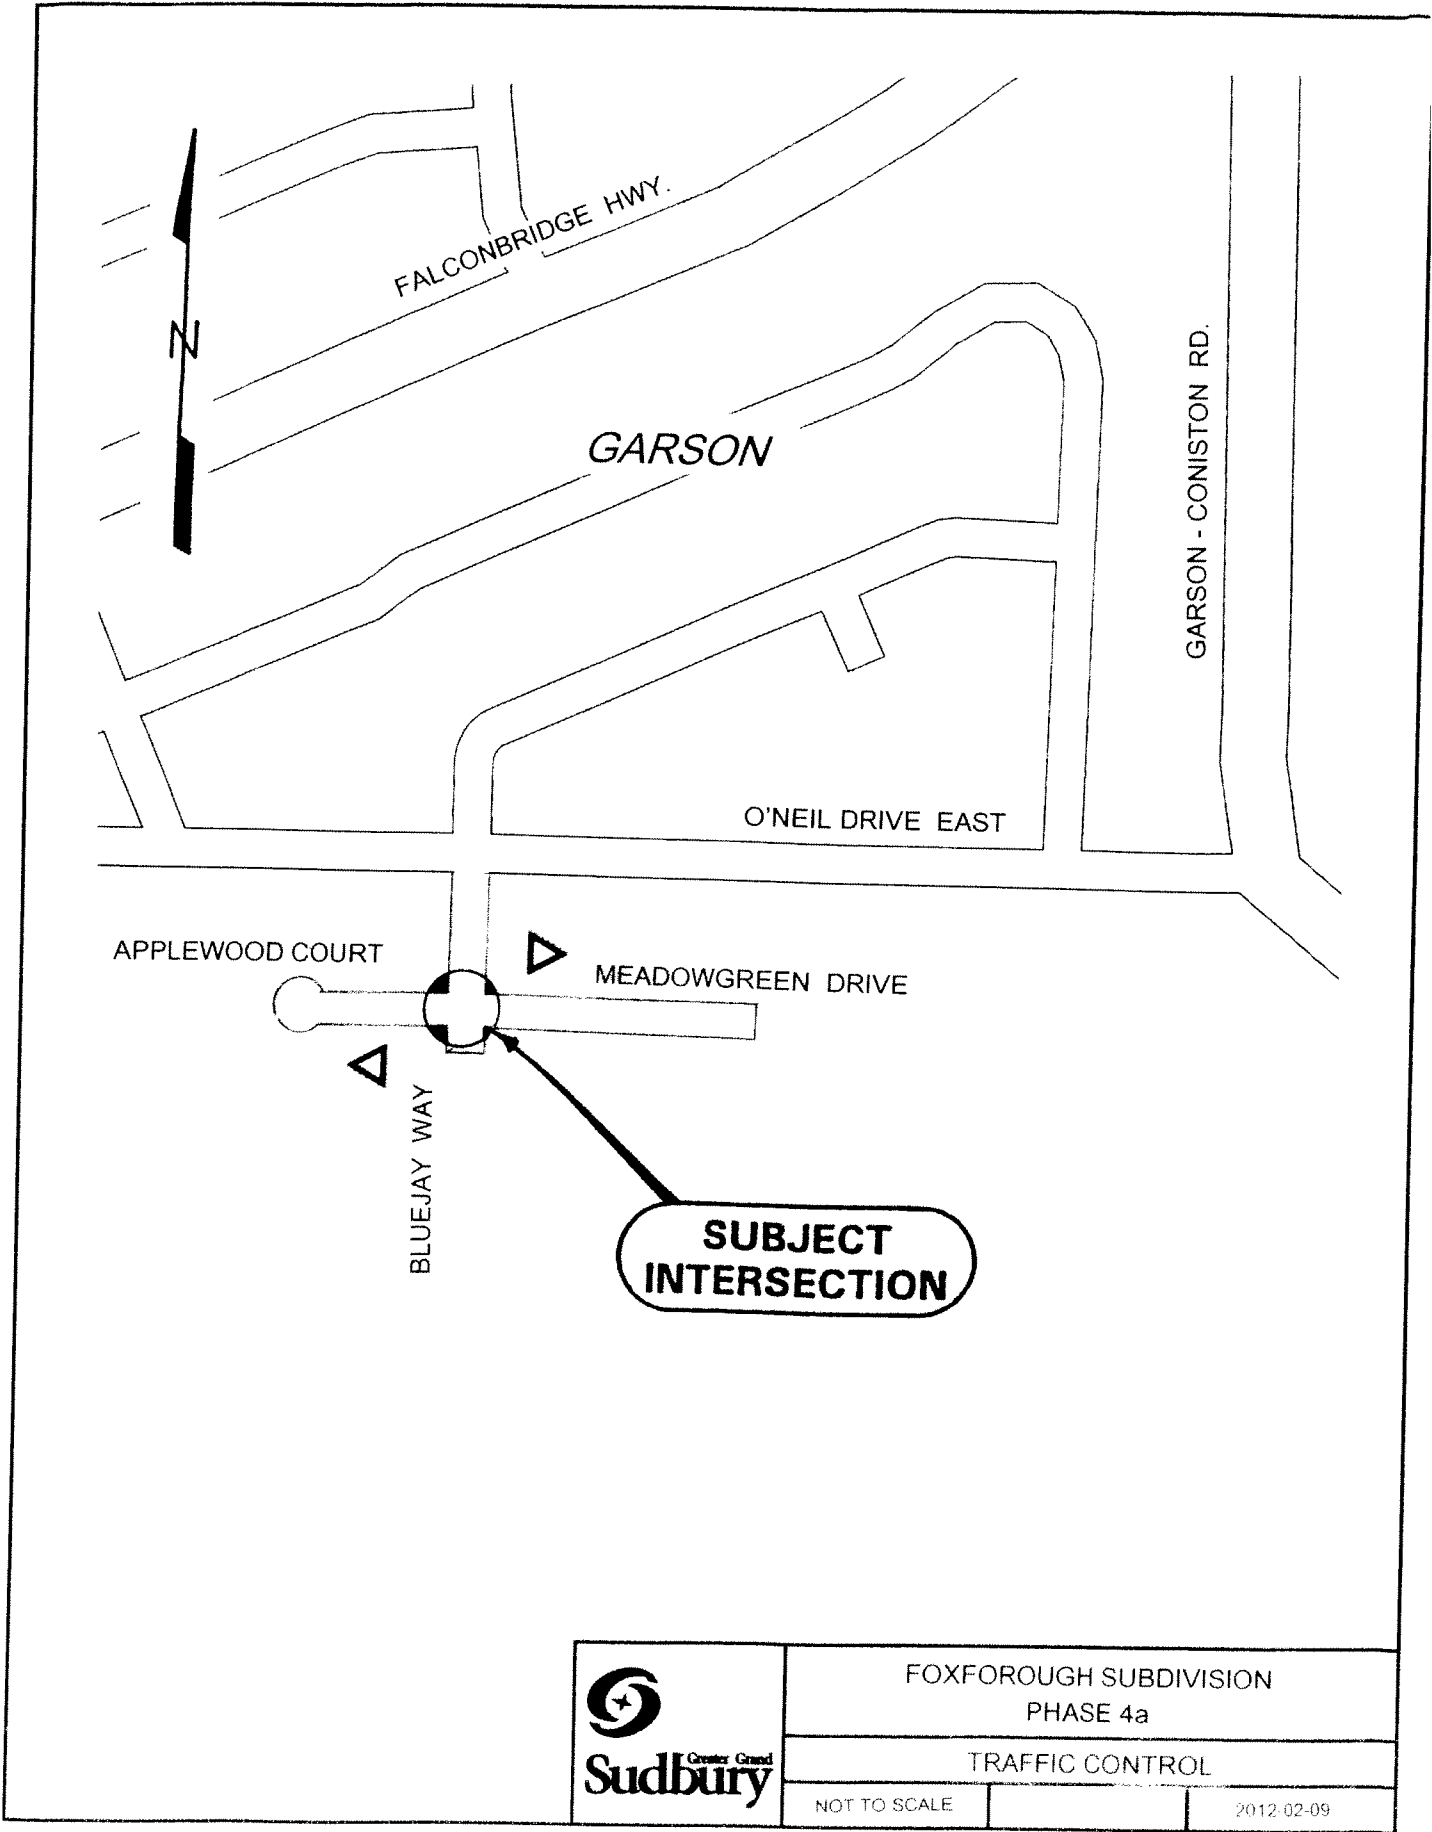 FALCONBRIDGE HWY.
N
GARSON
GARSON - CONISTON RD.
O'NEIL DRIVE EAST
APPLEWOOD COURT
MEADOWGREEN DRIVE
BLUEJAY WAY
SUBJECT
INTERSECTION
FOXFOROUGH SUBDIVISION
PHASE 4a
Greater Grand
Sudbury
TRAFFIC CONTROL
NOT TO SCALE
2012-02-09